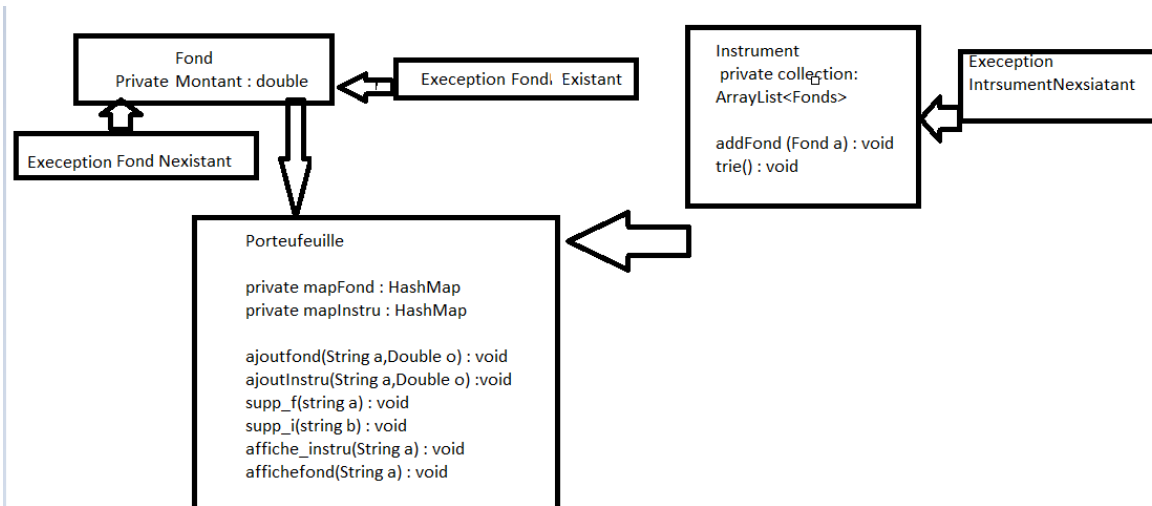 Fond
Private Montant : double
Exeception Fond Existant
Exeception Fond Nexistant
Instrument
private collection:
ArrayList<Fonds>
addFond (Fond a) : void
trie() : void
Exeception
IntrsumentNexsiatant
Porteufeuille
private mapFond : HashMap
private mapInstru : HashMap
ajoutfond(String a,Double o) : void
ajoutInstru(String a,Double o) :void
supp_f(string a) : void
supp_i(string b) : void
affiche_instru(String a) : void
affichefond(String a) : void